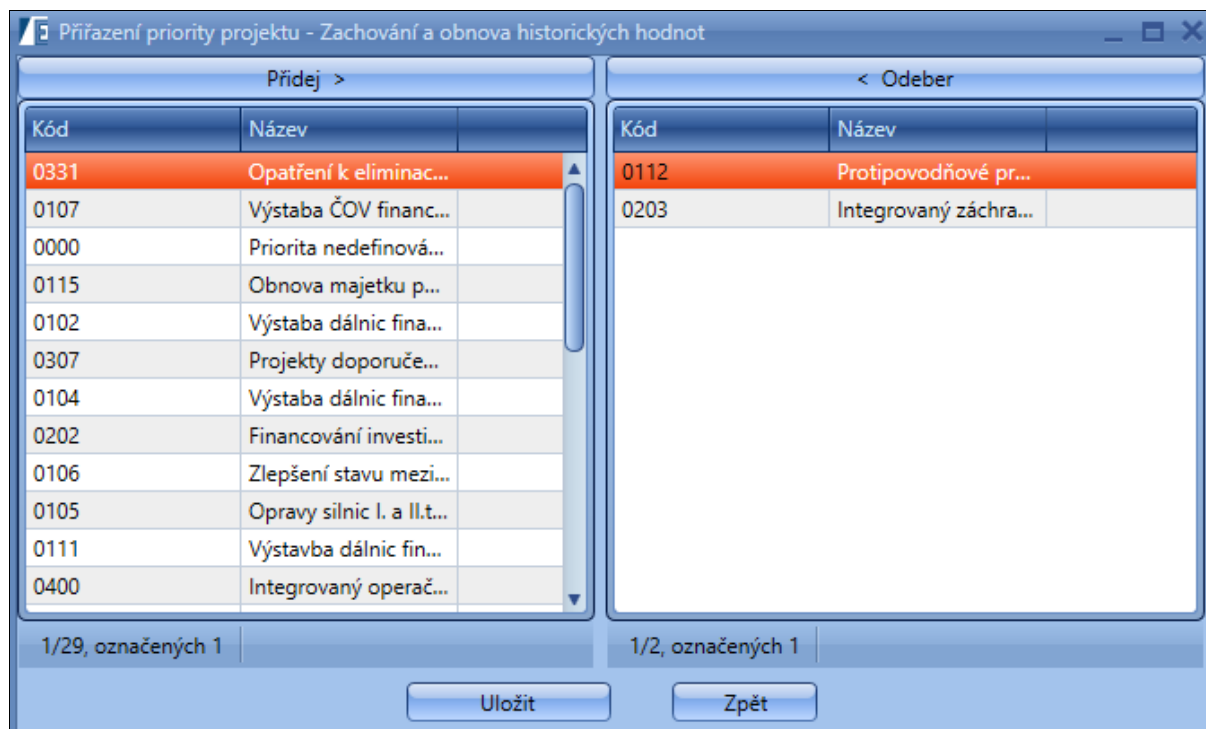 Přiřazení priority projektu - Zachování a obnova historických hodnot
Přidej >
< Odeber
Kód Název
0331 Opatření k eliminac...
0107 Výstaba ČOV financ...
0000 Priorita nedefinová...
0115 Obnova majetku p...
0102 Výstaba dálnic fina...
0307 Projekty doporuče...
0104 Výstaba dálnic fina...
0202 Financování investi...
0106 Zlepšení stavu mezi...
0105 Opravy silnic I. a II.t...
0111 Výstavba dálnic fin...
0400 Integrovaný operač...
1/29, označených 1
Kód Název
0112 Protipovodňové pr...
0203 Integrovaný záchra...
1/2, označených 1
Uložit
Zpět